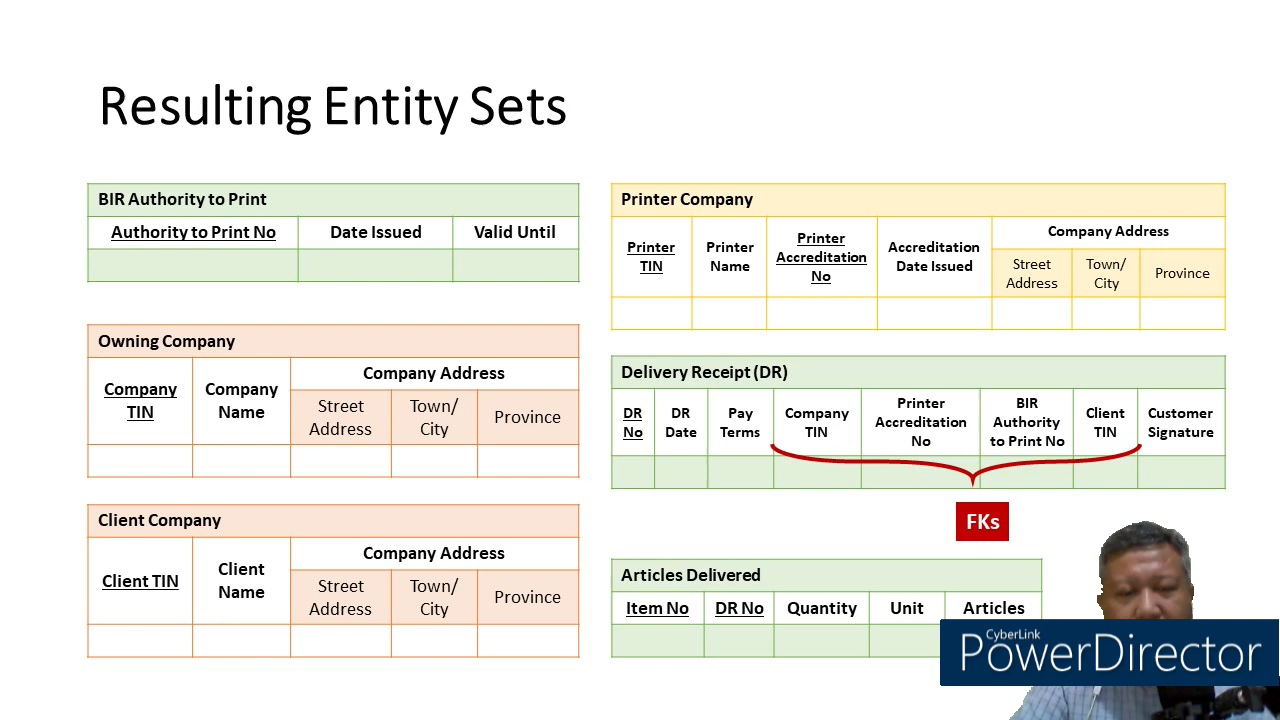 Resulting Entity Sets
BIR Authority to Print
Authority to Print No
Date Issued
Valid Until
Owning Company
Company
TIN
Company
Name
Company Address
Street
Address
Town/
City
Province
Client Company
Client TIN
Client
Name
Company Address
Street
Address
Town/
City
Province
Printer Company
Printer
TIN
Printer
Name
Printer
Accreditation
No
Accreditation
Date Issued
Company Address
Street
Address
Town/
City
Province
Delivery Receipt (DR)
DR
No
DR
Date
Pay
Terms
Company
TIN
Printer
Accreditation
No
BIR
Authority
to Print No
Client
TIN
Customer
Signature
FKs
Articles Delivered
Item No
DR No
Quantity
Unit
Articles
CyberLink
PowerDirector